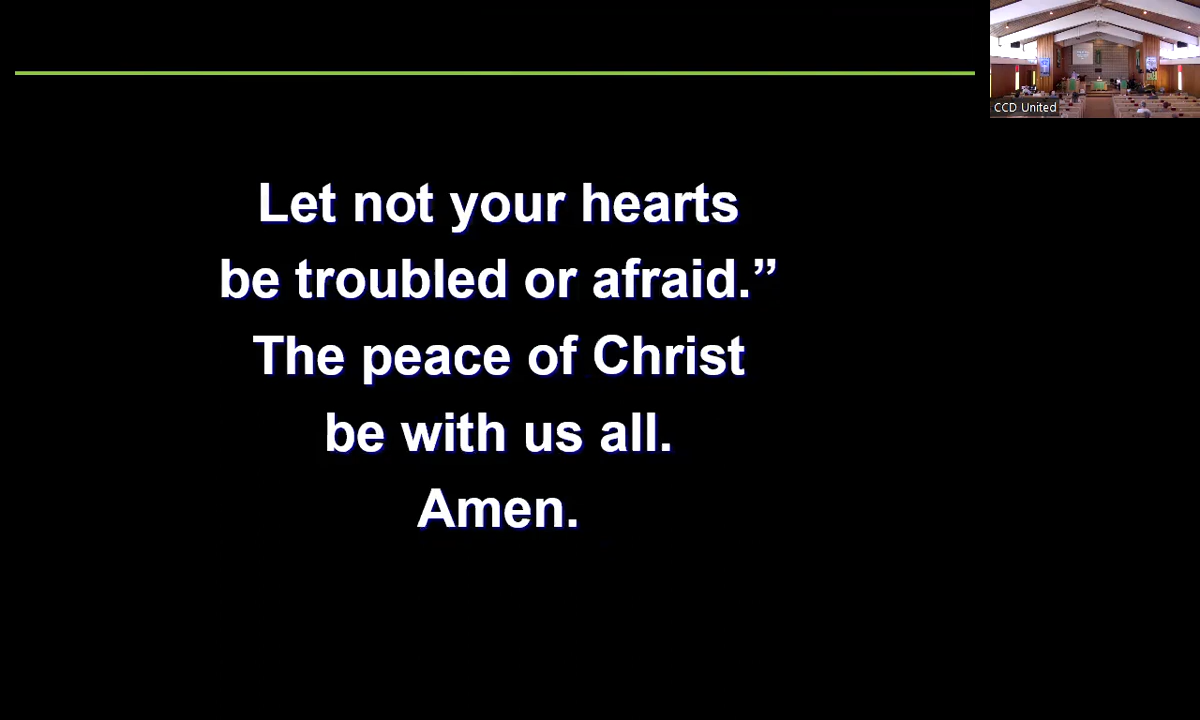 CCD United
Let not your hearts
be troubled or afraid.”
The peace of Christ
be with us all.
Amen.